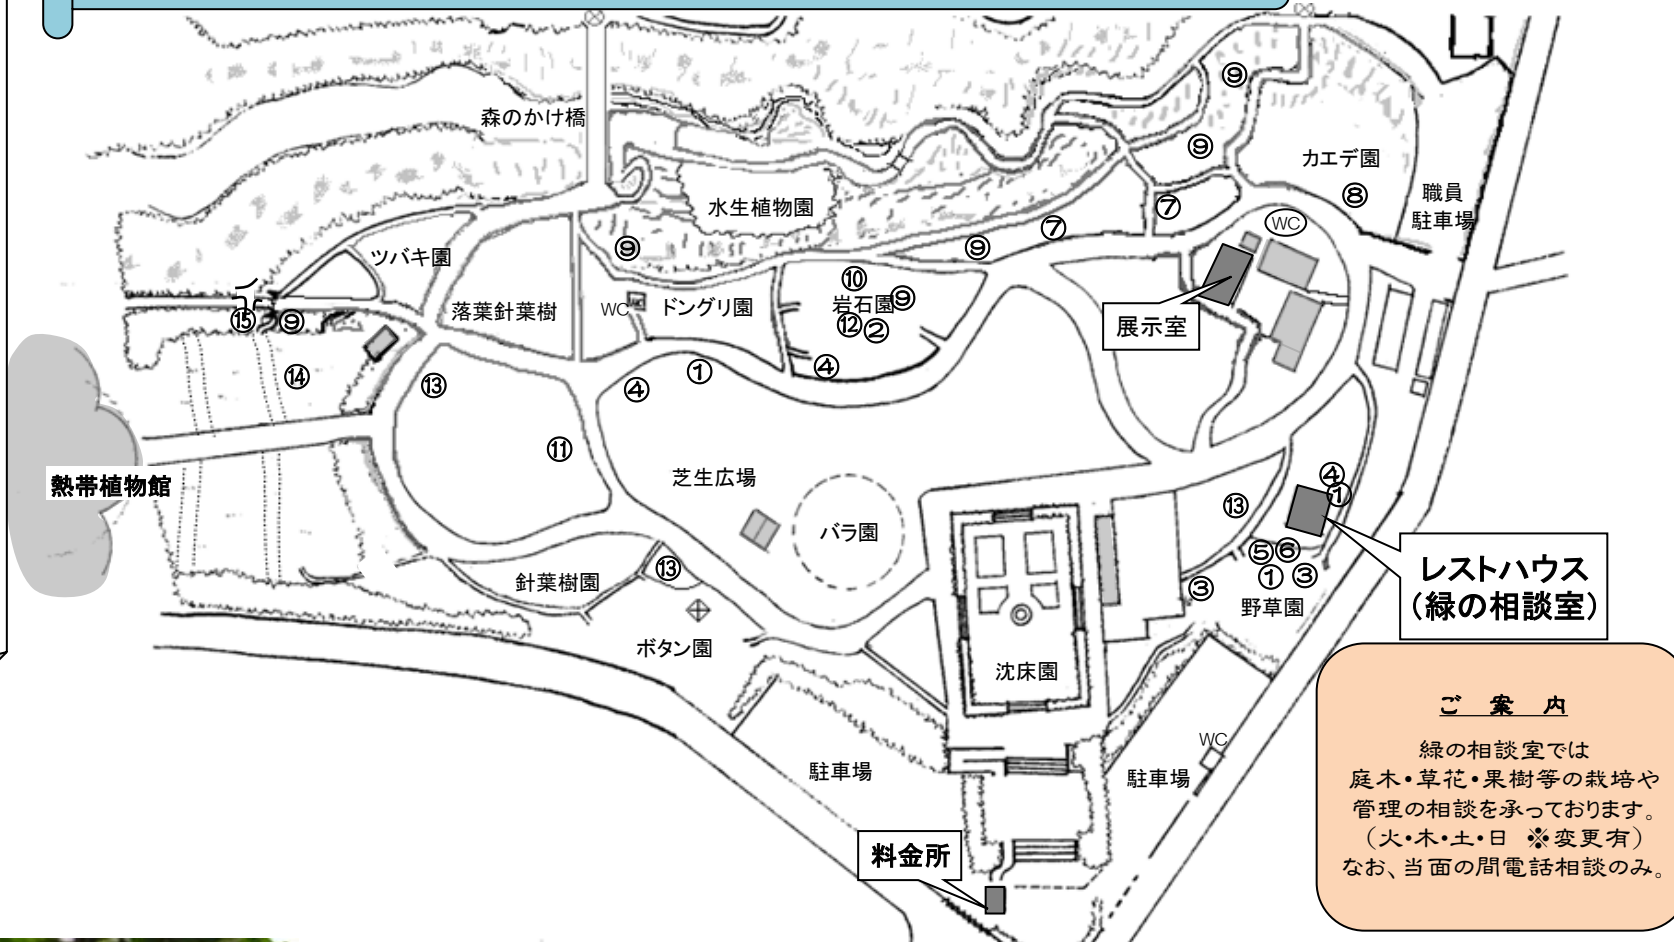 ⑨
森のかけ橋
⑨
カエデ園
⑧
職員
駐車場
水生植物園
⑦
⑦
WC
⑨
⑨
ツバキ園
⑩
落葉針葉樹
WC
ドングリ園
岩石園
⑨
⑫
②
展示室
⑮
⑨
④
①
⑭
⑬
④
⑪
芝生広場
熱帯植物館
④
①
⑬
バラ園
⑤
⑥
①
③
③
野草園
レストハウス
（緑の相談室）
針葉樹園
⑬
ボタン園
沈床園
駐車場
WC
駐車場
料金所
ご 案 内
緑の相談室では
庭木・草花・果樹等の栽培や
管理の相談を承っております。
（火・木・土・日 ※変更有）
なお、当面の間電話相談のみ。